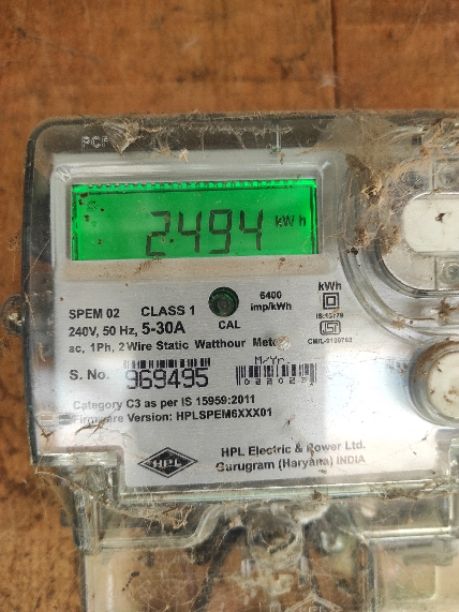 2494 kWh
SPEM 02 CLASS 1
6400 imp/kWh
kWh
240V, 50 Hz, 5-30A
CAL
ac, 1Ph, 2 Wire Static Watthour Meter
M/Yr.
S. No. 969495
Category C3 as per IS 15959:2011
Firmware Version: HPLSPEM6XXX01
HPL
HPL Electric & Power Ltd.
Gurugram (Haryana) INDIA